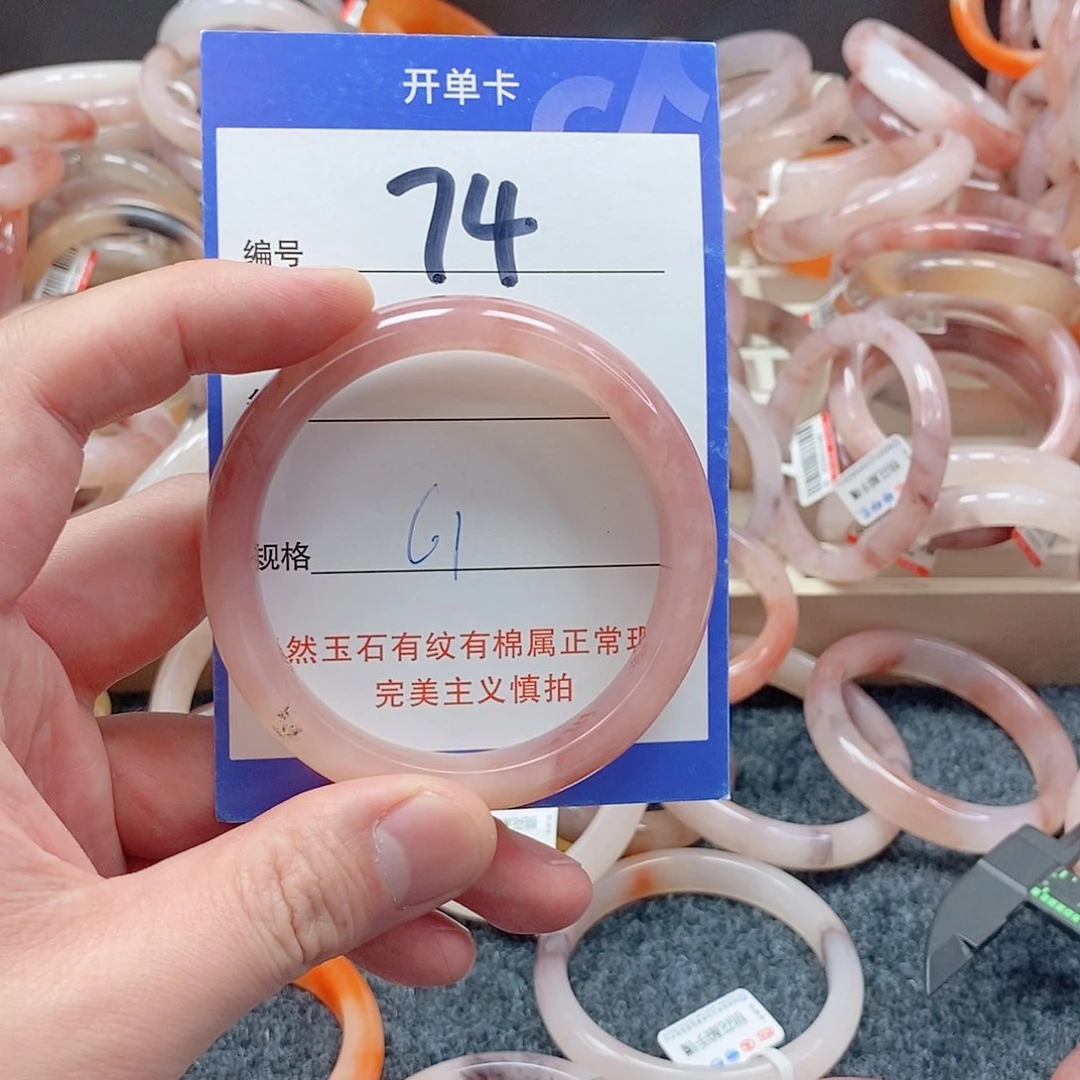 开单卡
编号 74
规格 61
然玉石有纹有棉属正常现
完美主义慎拍